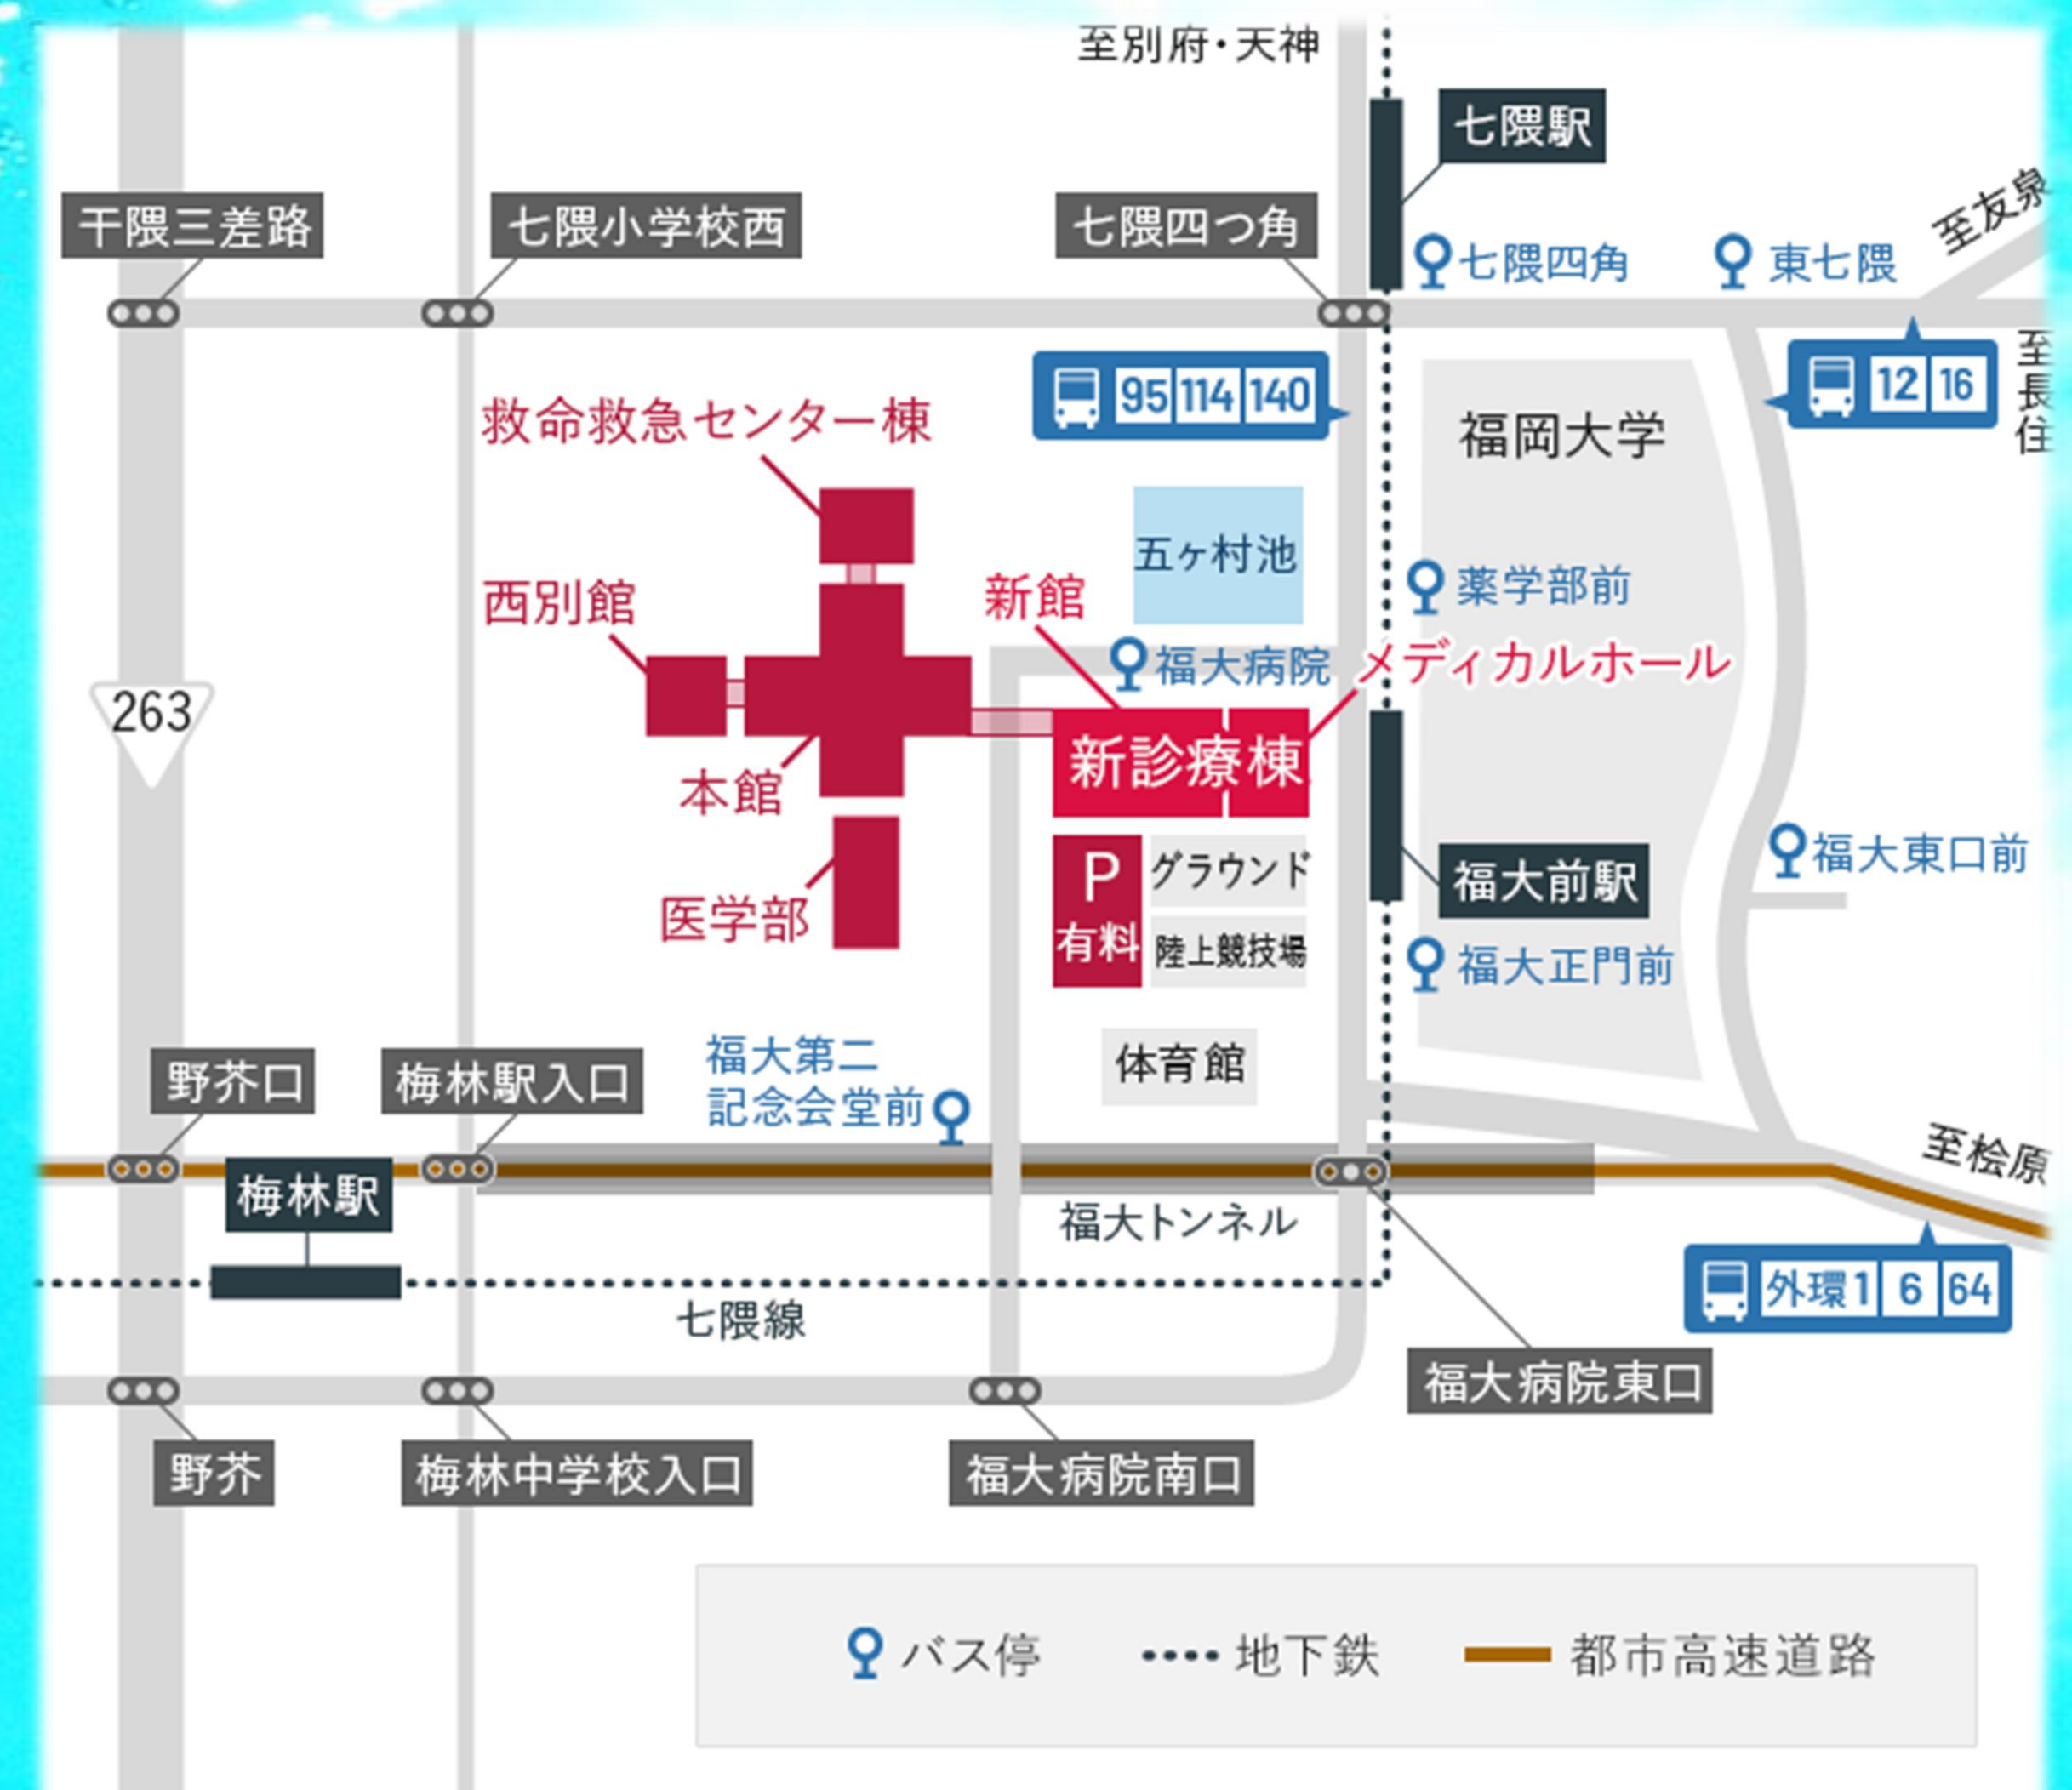 至別府・天神
七隈駅
至友泉
干隈三差路
七隈小学校西
七隈四つ角
七隈四角
東七隈
至長住
95 114 140
12 16
救命救急センター棟
福岡大学
五ヶ村池
西別館
新館
薬学部前
福大病院
メディカルホール
263
新診療棟
本館
P
有料
グラウンド
陸上競技場
福大前駅
福大東口前
医学部
福大正門前
福大第二
記念会堂前
体育館
野芥口
梅林駅入口
至桧原
梅林駅
福大トンネル
外環1 6 64
七隈線
福大病院東口
野芥
梅林中学校入口
福大病院南口
バス停
地下鉄
都市高速道路